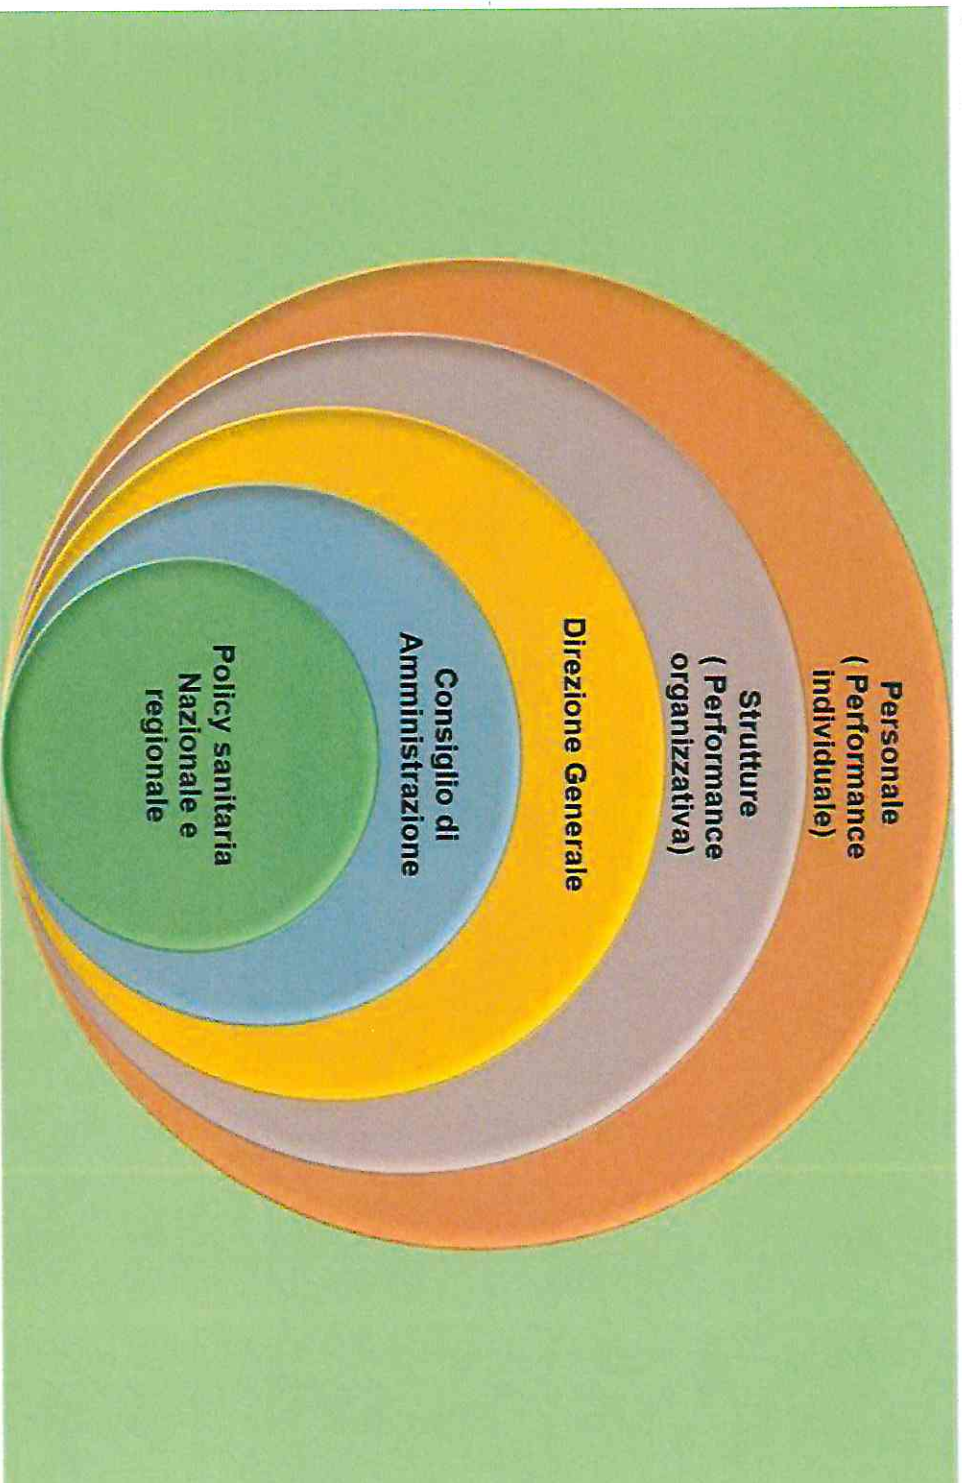 Personale
( Performance
individuale)
Strutture
( Performance
organizzativa)
Direzione Generale
Consiglio di
Amministrazione
Policy sanitaria
Nazionale e
regionale